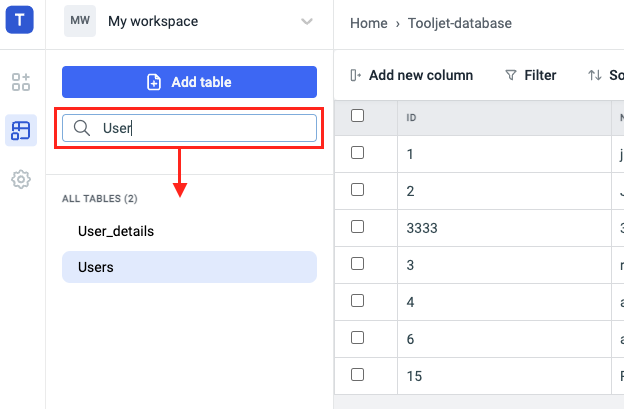 T
MW My workspace
Home › Tooljet-database
Add table
Add new column Filter So
User
ID N
ALL TABLES (2)
User_details
Users
1 j
2 J
3333 3
3 r
4 a
6 a
15 F